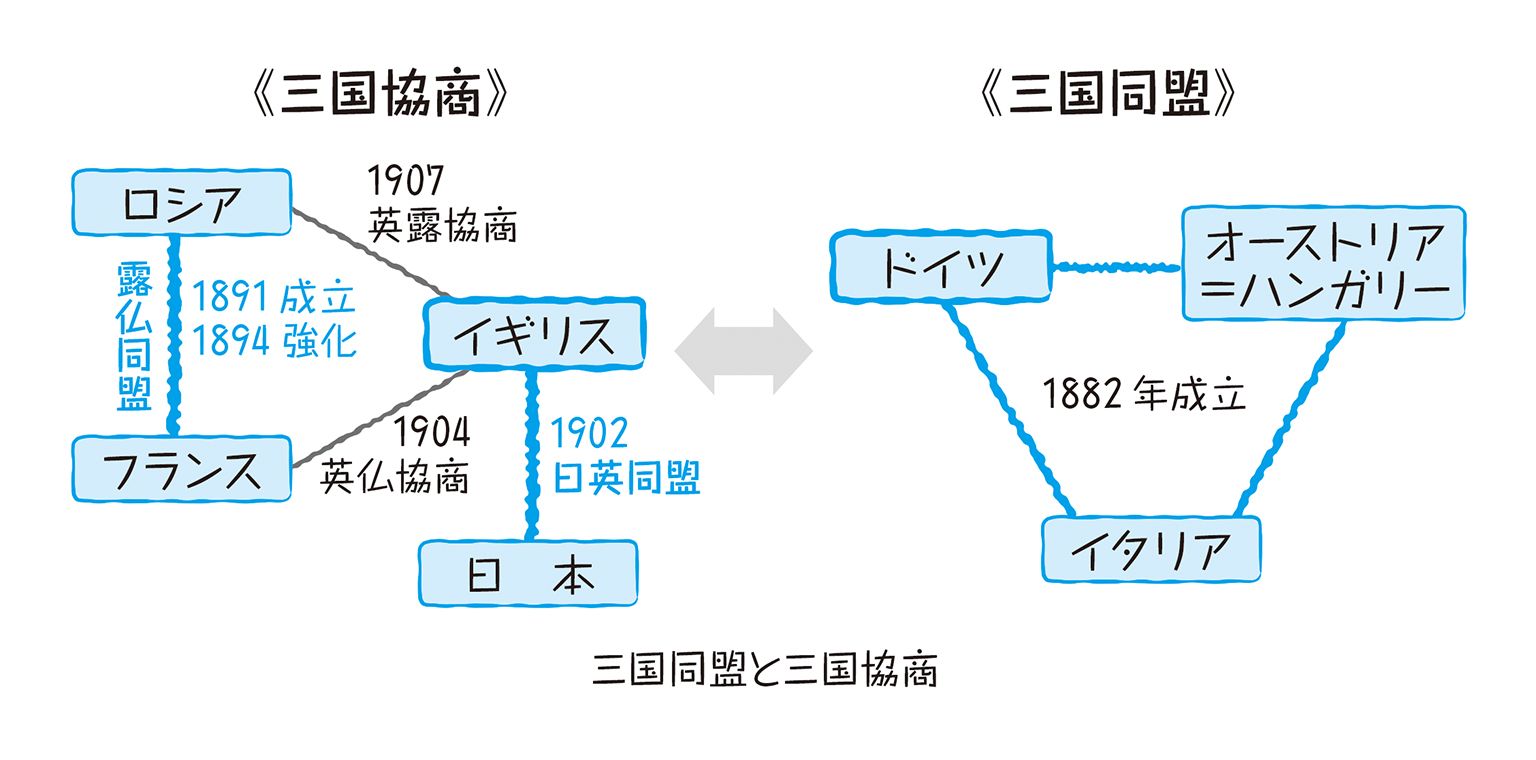 《三国協商》
ロシア
1907
英露協商
露仏同盟
1891 成立
1894 強化
イギリス
フランス
1904
英仏協商
1902
日英同盟
日　本
《三国同盟》
ドイツ
オーストリア
＝ハンガリー
1882 年成立
イタリア
三国同盟と三国協商